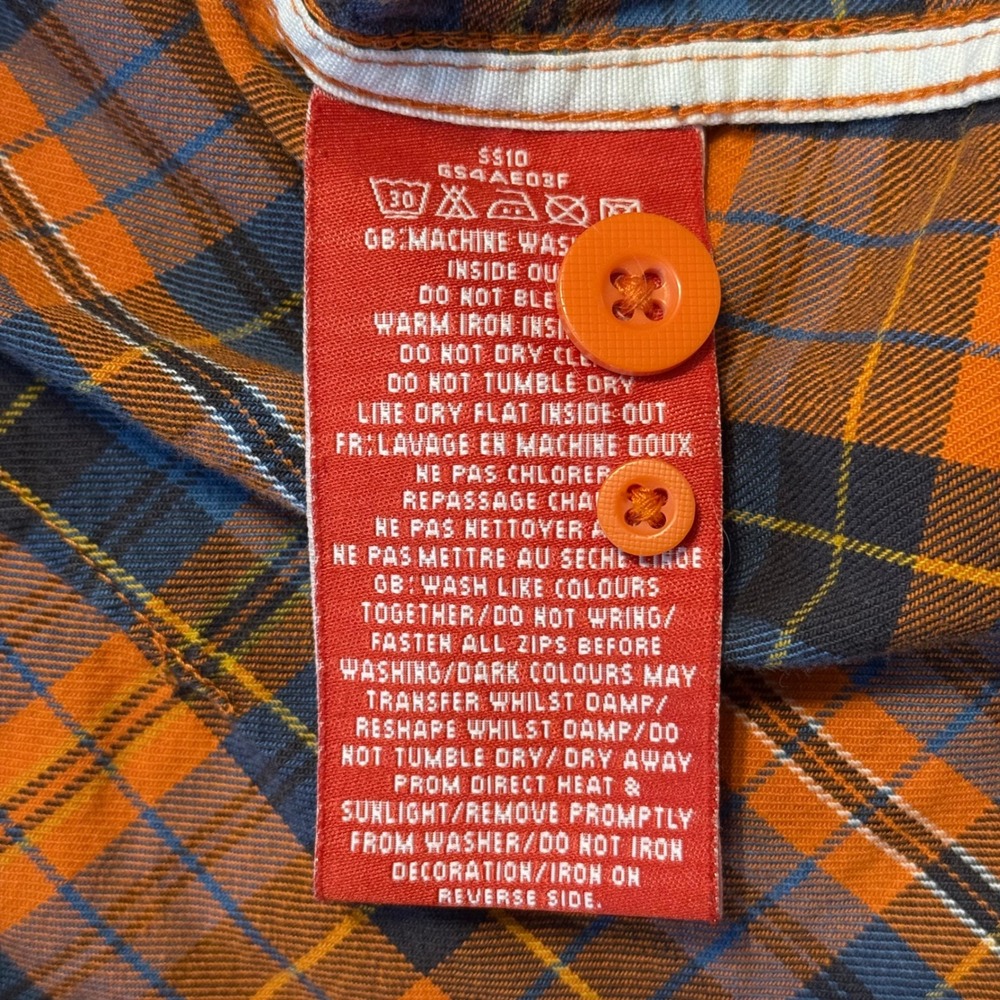 SS10
GS4AE03F
30
GB:MACHINE WAS
INSIDE OU
DO NOT BLE
WARM IRON INSI
DO NOT DRY CLE
DO NOT TUMBLE DRY
LINE DRY FLAT INSIDE OUT
FR:LAVAGE EN MACHINE DOUX
NE PAS CHLORER
REPASSAGE CHA
NE PAS NETTOYER A
NE PAS METTRE AU SECHE LINGE
GB:WASH LIKE COLOURS
TOGETHER/DO NOT WRING/
FASTEN ALL ZIPS BEFORE
WASHING/DARK COLOURS MAY
TRANSFER WHILST DAMP/
RESHAPE WHILST DAMP/DO
NOT TUMBLE DRY/DRY AWAY
PROM DIRECT HEAT &
SUNLIGHT/REMOVE PROMPTLY
FROM WASHER/DO NOT IRON
DECORATION/IRON ON
REVERSE SIDE.